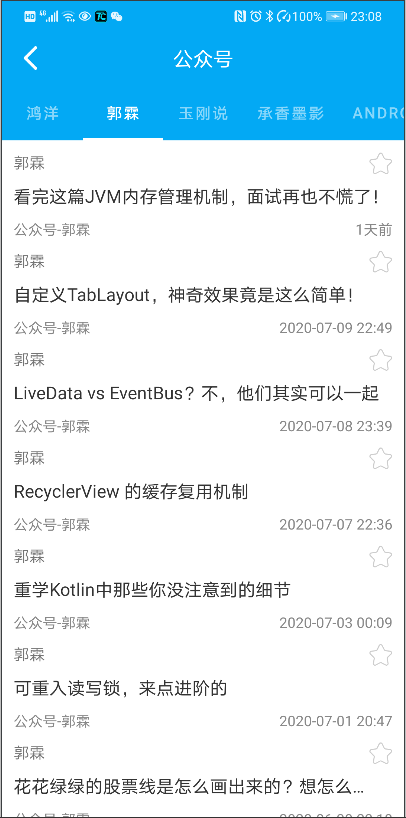 HD 4G 100% 23:08
公众号
鸿洋 郭霖 玉刚说 承香墨影 ANDRO
郭霖
看完这篇JVM内存管理机制，面试再也不慌了！
公众号-郭霖 1天前
郭霖
自定义TabLayout，神奇效果竟是这么简单！
公众号-郭霖 2020-07-09 22:49
郭霖
LiveData vs EventBus？不，他们其实可以一起
公众号-郭霖 2020-07-08 23:39
郭霖
RecyclerView 的缓存复用机制
公众号-郭霖 2020-07-07 22:36
郭霖
重学Kotlin中那些你没注意到的细节
公众号-郭霖 2020-07-03 00:09
郭霖
可重入读写锁，来点进阶的
公众号-郭霖 2020-07-01 20:47
郭霖
花花绿绿的股票线是怎么画出来的？想怎么…
公众号-郭霖